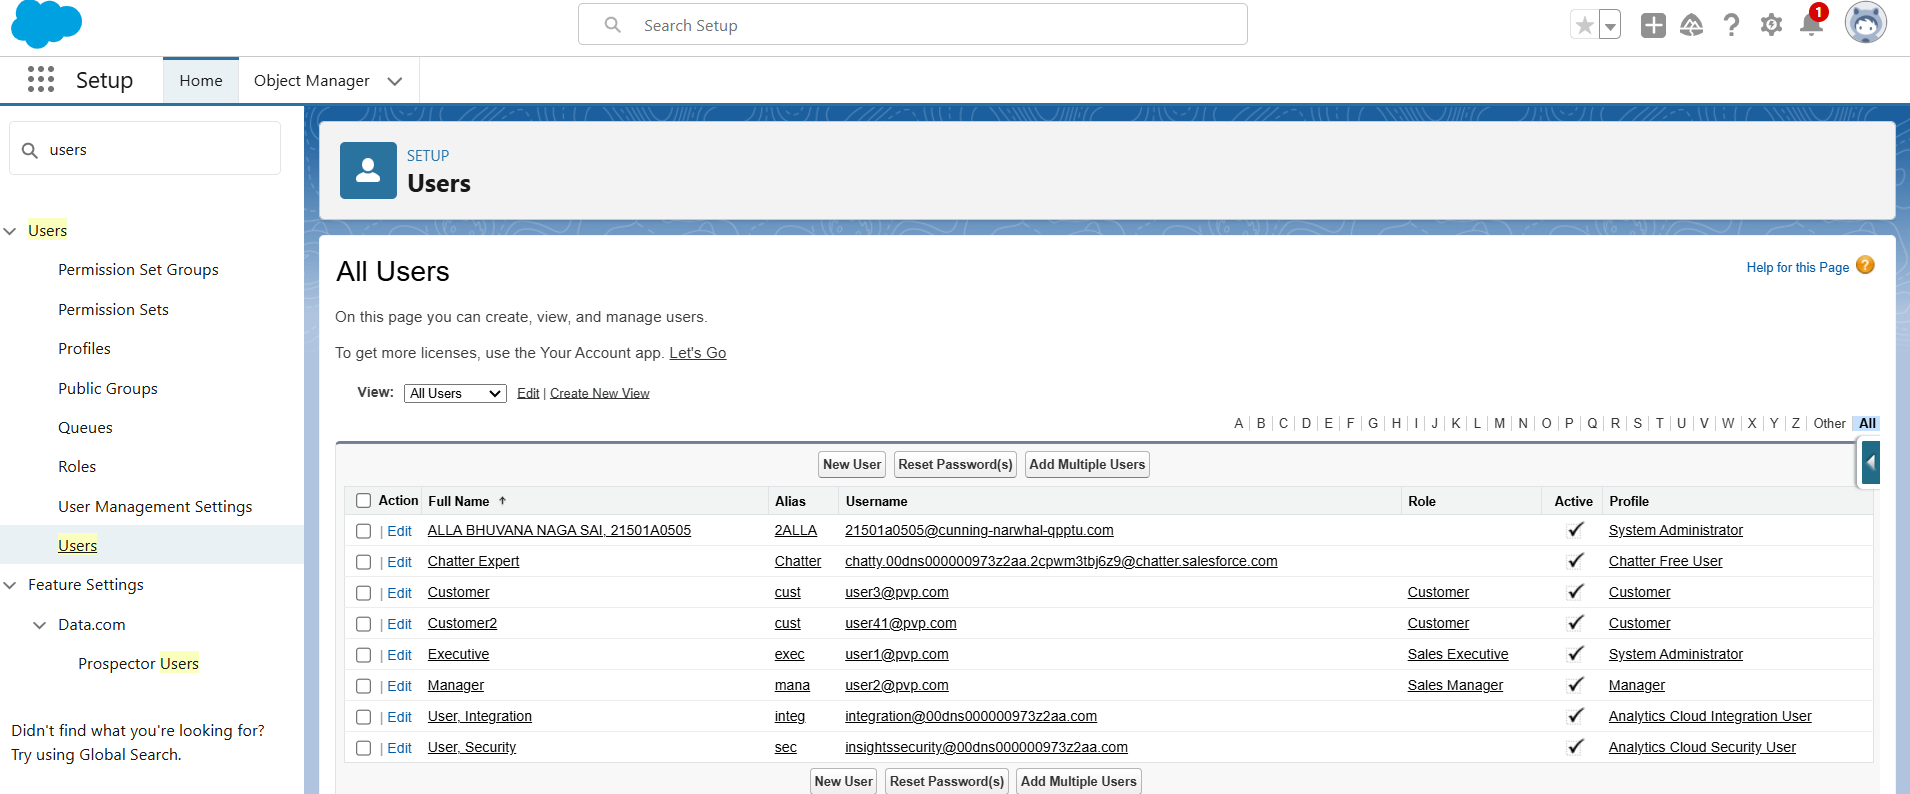 Search Setup
1
Setup
Home
Object Manager
users
Users
Permission Set Groups
Permission Sets
Profiles
Public Groups
Queues
Roles
User Management Settings
Users
Feature Settings
Data.com
Prospector Users
Didn't find what you're looking for?
Try using Global Search.
SETUP
Users
All Users
Help for this Page ?
On this page you can create, view, and manage users.
To get more licenses, use the Your Account app. Let's Go
View: All Users Edit | Create New View
A | B | C | D | E | F | G | H | I | J | K | L | M | N | O | P | Q | R | S | T | U | V | W | X | Y | Z | Other | All
New User Reset Password(s) Add Multiple Users
Action Full Name ↑ Alias Username Role Active Profile
| Edit ALLA BHUVANA NAGA SAI, 21501A0505 2ALLA 21501a0505@cunning-narwhal-qpptu.com ✓ System Administrator
| Edit Chatter Expert Chatter chatty.00dns000000973z2aa.2cpwm3tbj6z9@chatter.salesforce.com ✓ Chatter Free User
| Edit Customer cust user3@pvp.com Customer ✓ Customer
| Edit Customer2 cust user41@pvp.com Customer ✓ Customer
| Edit Executive exec user1@pvp.com Sales Executive ✓ System Administrator
| Edit Manager mana user2@pvp.com Sales Manager ✓ Manager
| Edit User, Integration integ integration@00dns000000973z2aa.com ✓ Analytics Cloud Integration User
| Edit User, Security sec insightssecurity@00dns000000973z2aa.com ✓ Analytics Cloud Security User
New User Reset Password(s) Add Multiple Users